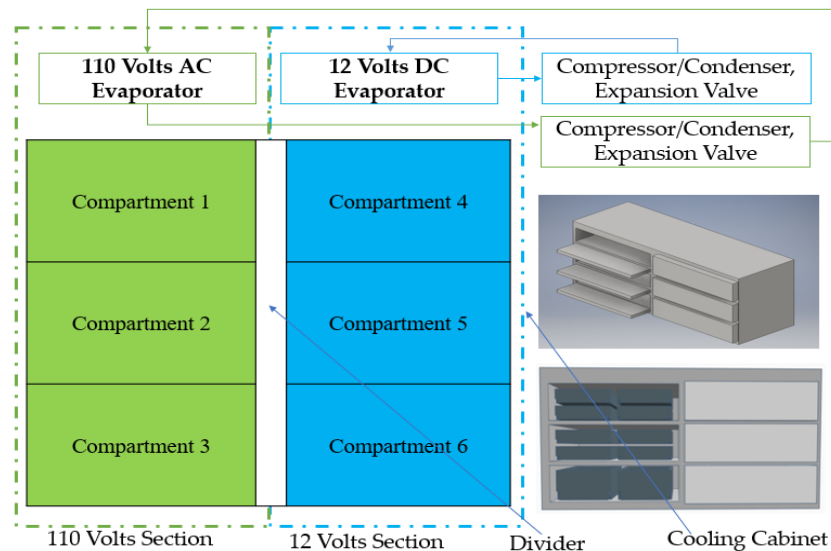 110 Volts AC
Evaporator
12 Volts DC
Evaporator
Compressor/Condenser,
Expansion Valve
Compressor/Condenser,
Expansion Valve
Compartment 1
Compartment 4
Compartment 2
Compartment 5
Compartment 3
Compartment 6
110 Volts Section
12 Volts Section
Divider
Cooling Cabinet